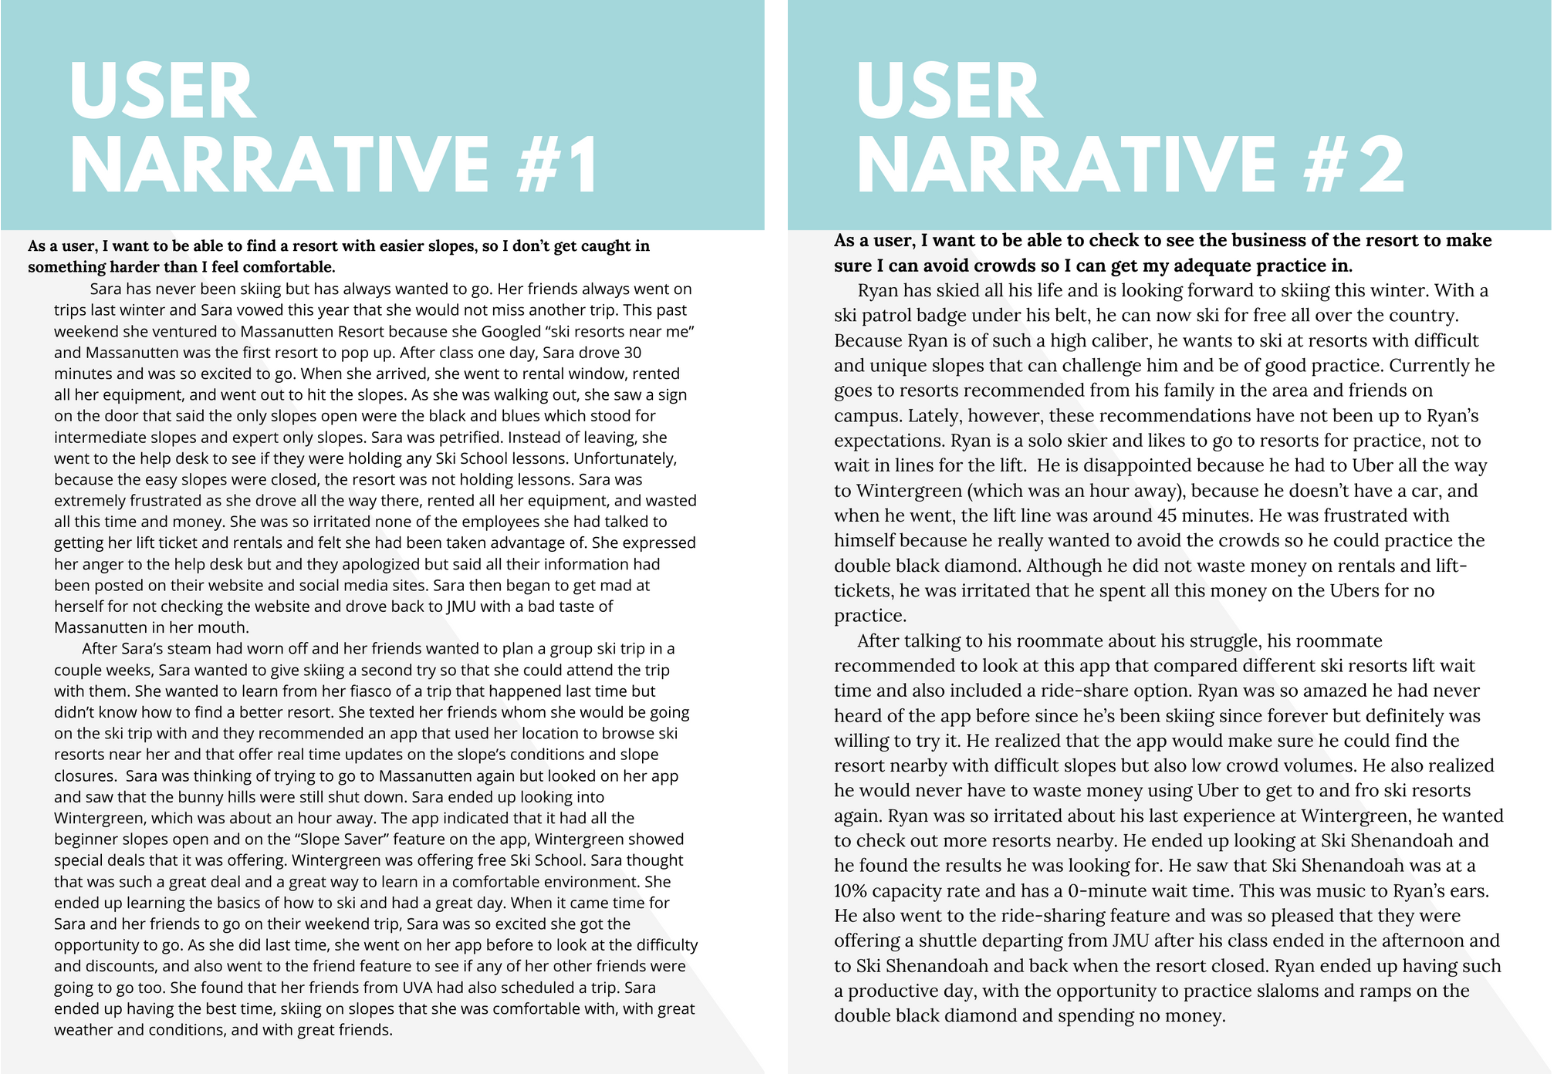 USER
NARRATIVE #1
As a user, I want to be able to find a resort with easier slopes, so I don't get caught in
something harder than I feel comfortable.
Sara has never been skiing but has always wanted to go. Her friends always went on
trips last winter and Sara vowed this year that she would not miss another trip. This past
weekend she ventured to Massanutten Resort because she Googled “ski resorts near me”
and Massanutten was the first resort to pop up. After class one day, Sara drove 30
minutes and was so excited to go. When she arrived, she went to rental window, rented
all her equipment, and went out to hit the slopes. As she was walking out, she saw a sign
on the door that said the only slopes open were the black and blues which stood for
intermediate slopes and expert only slopes. Sara was petrified. Instead of leaving, she
went to the help desk to see if they were holding any Ski School lessons. Unfortunately,
because the easy slopes were closed, the resort was not holding lessons. Sara was
extremely frustrated as she drove all the way there, rented all her equipment, and wasted
all this time and money. She was so irritated none of the employees she had talked to
getting her lift ticket and rentals and felt she had been taken advantage of. She expressed
her anger to the help desk but and they apologized but said all their information had
been posted on their website and social media sites. Sara then began to get mad at
herself for not checking the website and drove back to JMU with a bad taste of
Massanutten in her mouth.
After Sara's steam had worn off and her friends wanted to plan a group ski trip in a
couple weeks, Sara wanted to give skiing a second try so that she could attend the trip
with them. She wanted to learn from her fiasco of a trip that happened last time but
didn't know how to find a better resort. She texted her friends whom she would be going
on the ski trip with and they recommended an app that used her location to browse ski
resorts near her and that offer real time updates on the slope's conditions and slope
closures.  Sara was thinking of trying to go to Massanutten again but looked on her app
and saw that the bunny hills were still shut down. Sara ended up looking into
Wintergreen, which was about an hour away. The app indicated that it had all the
beginner slopes open and on the “Slope Saver” feature on the app, Wintergreen showed
special deals that it was offering. Wintergreen was offering free Ski School. Sara thought
that was such a great deal and a great way to learn in a comfortable environment. She
ended up learning the basics of how to ski and had a great day. When it came time for
Sara and her friends to go on their weekend trip, Sara was so excited she got the
opportunity to go. As she did last time, she went on her app before to look at the difficulty
and discounts, and also went to the friend feature to see if any of her other friends were
going to go too. She found that her friends from UVA had also scheduled a trip. Sara
ended up having the best time, skiing on slopes that she was comfortable with, with great
weather and conditions, and with great friends.
USER
NARRATIVE #2
As a user, I want to be able to check to see the business of the resort to make
sure I can avoid crowds so I can get my adequate practice in.
Ryan has skied all his life and is looking forward to skiing this winter. With a
ski patrol badge under his belt, he can now ski for free all over the country.
Because Ryan is of such a high caliber, he wants to ski at resorts with difficult
and unique slopes that can challenge him and be of good practice. Currently he
goes to resorts recommended from his family in the area and friends on
campus. Lately, however, these recommendations have not been up to Ryan's
expectations. Ryan is a solo skier and likes to go to resorts for practice, not to
wait in lines for the lift.  He is disappointed because he had to Uber all the way
to Wintergreen (which was an hour away), because he doesn't have a car, and
when he went, the lift line was around 45 minutes. He was frustrated with
himself because he really wanted to avoid the crowds so he could practice the
double black diamond. Although he did not waste money on rentals and lift-
tickets, he was irritated that he spent all this money on the Ubers for no
practice.
After talking to his roommate about his struggle, his roommate
recommended to look at this app that compared different ski resorts lift wait
time and also included a ride-share option. Ryan was so amazed he had never
heard of the app before since he's been skiing since forever but definitely was
willing to try it. He realized that the app would make sure he could find the
resort nearby with difficult slopes but also low crowd volumes. He also realized
he would never have to waste money using Uber to get to and fro ski resorts
again. Ryan was so irritated about his last experience at Wintergreen, he wanted
to check out more resorts nearby. He ended up looking at Ski Shenandoah and
he found the results he was looking for. He saw that Ski Shenandoah was at a
10% capacity rate and has a 0-minute wait time. This was music to Ryan's ears.
He also went to the ride-sharing feature and was so pleased that they were
offering a shuttle departing from JMU after his class ended in the afternoon and
to Ski Shenandoah and back when the resort closed. Ryan ended up having such
a productive day, with the opportunity to practice slaloms and ramps on the
double black diamond and spending no money.